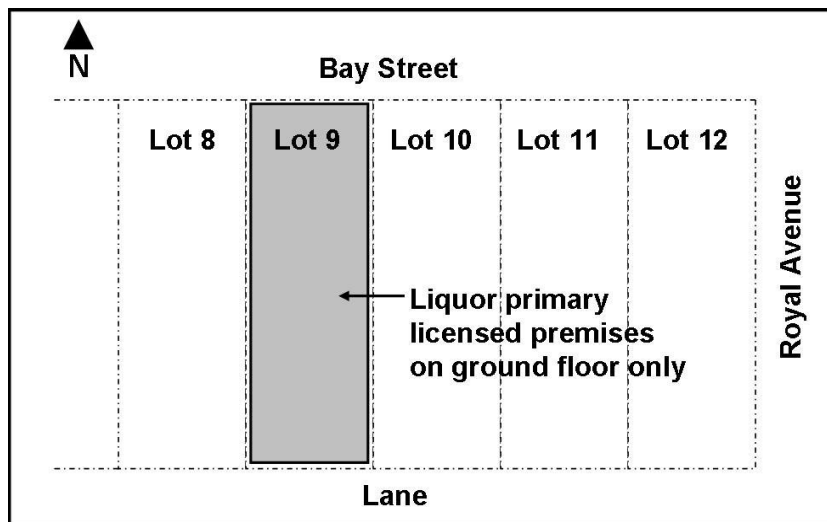 N
Bay Street
Lot 8 Lot 9 Lot 10 Lot 11 Lot 12
Royal Avenue
Liquor primary
licensed premises
on ground floor only
Lane